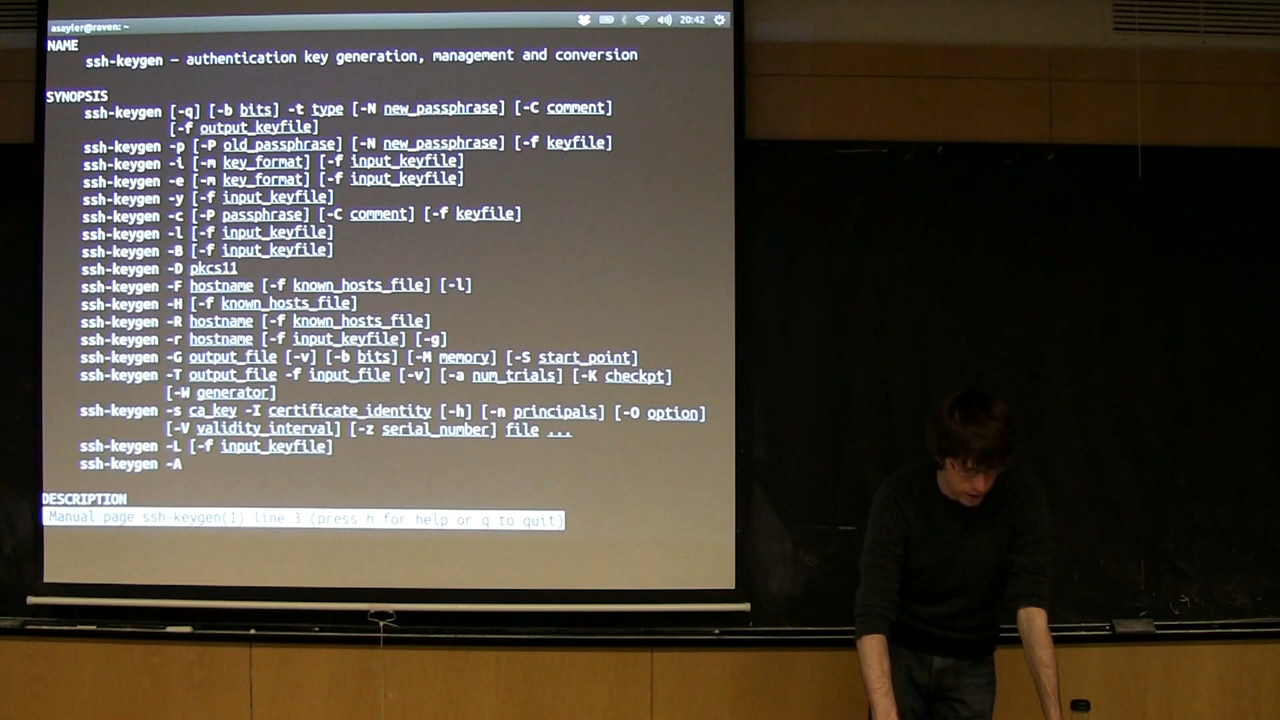 asayler@raven: ~
20:42
NAME
ssh-keygen – authentication key generation, management and conversion
SYNOPSIS
ssh-keygen [-q] [-b bits] -t type [-N new_passphrase] [-C comment]
[-f output_keyfile]
ssh-keygen -p [-P old_passphrase] [-N new_passphrase] [-f keyfile]
ssh-keygen -i [-m key_format] [-f input_keyfile]
ssh-keygen -e [-m key_format] [-f input_keyfile]
ssh-keygen -y [-f input_keyfile]
ssh-keygen -c [-P passphrase] [-C comment] [-f keyfile]
ssh-keygen -l [-f input_keyfile]
ssh-keygen -B [-f input_keyfile]
ssh-keygen -D pkcs11
ssh-keygen -F hostname [-f known_hosts_file] [-l]
ssh-keygen -H [-f known_hosts_file]
ssh-keygen -R hostname [-f known_hosts_file]
ssh-keygen -r hostname [-f input_keyfile] [-g]
ssh-keygen -G output_file [-v] [-b bits] [-M memory] [-S start_point]
ssh-keygen -T output_file -f input_file [-v] [-a num_trials] [-K checkpt]
[-W generator]
ssh-keygen -s ca_key -I certificate_identity [-h] [-n principals] [-O option]
[-V validity_interval] [-z serial_number] file ...
ssh-keygen -L [-f input_keyfile]
ssh-keygen -A
DESCRIPTION
Manual page ssh-keygen(1) line 3 (press h for help or q to quit)